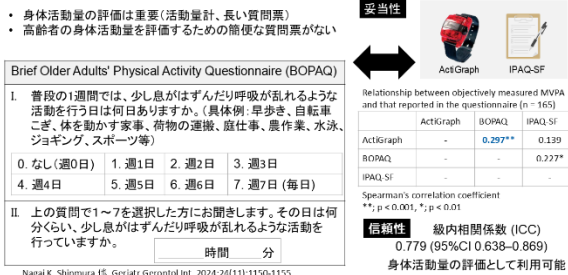 • 身体活動量の評価は重要（活動量計、長い質問票）
• 高齢者の身体活動量を評価するための簡便な質問票がない
Brief Older Adults' Physical Activity Questionnaire (BOPAQ)
I. 普段の1週間では、少し息がはずんだり呼吸が乱れるような
活動を行う日は何日ありますか。（具体例：早歩き、自転車
こぎ、体を動かす家事、荷物の運搬、庭仕事、農作業、水泳、
ジョギング、スポーツ等）
0. なし（週0日） 1. 週1日 2. 週2日 3. 週3日
4. 週4日 5. 週5日 6. 週6日 7. 週7日（毎日）
II. 上の質問で１〜７を選択した方にお聞きします。その日は何
分くらい、少し息がはずんだり呼吸が乱れるような活動を
行っていますか。
時間 分
Nagai K, Shinmura は Geriatr Gerontol Int. 2024;24(11):1150-1155
妥当性
ActiGraph IPAQ-SF
Relationship between objectively measured MVPA
and that reported in the questionnaire (n = 165)
ActiGraph BOPAQ IPAQ-SF
ActiGraph - 0.297** 0.139
BOPAQ - 0.227*
IPAQ-SF -
Spearman's correlation coefficient
**; p < 0.001, *; p < 0.01
信頼性 級内相関係数 (ICC)
0.779 (95%CI 0.638–0.869)
身体活動量の評価として利用可能